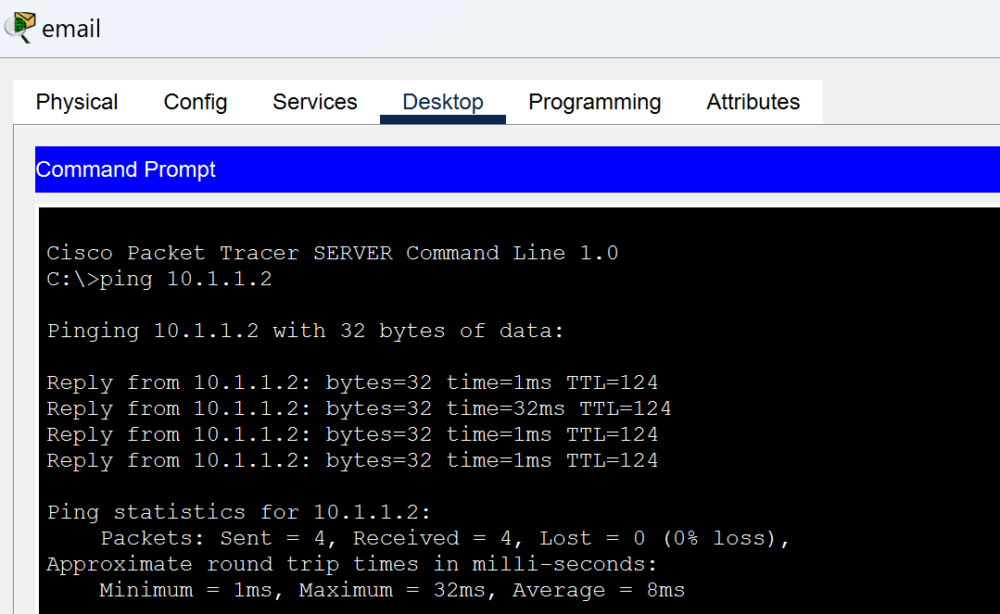 email
Physical Config Services Desktop Programming Attributes
Command Prompt
Cisco Packet Tracer SERVER Command Line 1.0
C:\>ping 10.1.1.2
Pinging 10.1.1.2 with 32 bytes of data:
Reply from 10.1.1.2: bytes=32 time=1ms TTL=124
Reply from 10.1.1.2: bytes=32 time=32ms TTL=124
Reply from 10.1.1.2: bytes=32 time=1ms TTL=124
Reply from 10.1.1.2: bytes=32 time=1ms TTL=124
Ping statistics for 10.1.1.2:
    Packets: Sent = 4, Received = 4, Lost = 0 (0% loss),
Approximate round trip times in milli-seconds:
    Minimum = 1ms, Maximum = 32ms, Average = 8ms